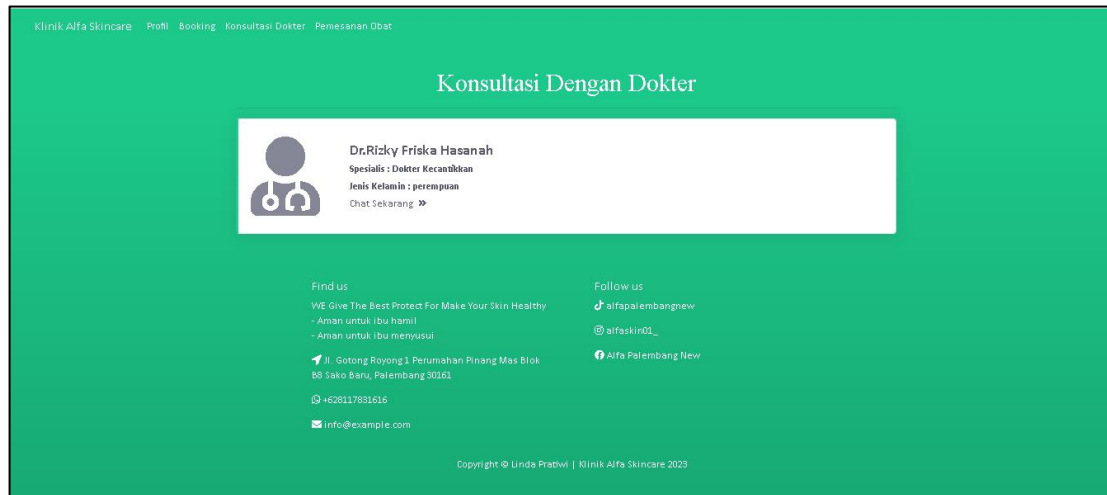 Klinik Alfa Skincare Profil Booking Konsultasi Dokter Pemesanan Obat
Konsultasi Dengan Dokter
Dr.Rizky Friska Hasanah
Spesialis : Dokter Kecantikkan
Jenis Kelamin : perempuan
Chat Sekarang »
Find us
WE Give The Best Protect For Make Your Skin Healthy
- Aman untuk ibu hamil
- Aman untuk ibu menyusui
Jl. Gotong Royong 1 Perumahan Pinang Mas Blok
B8 Sako Baru, Palembang 30161
+628117831616
info@example.com
Follow us
alfapalembangnew
alfaskin01_
Alfa Palembang New
Copyright © Linda Pratiwi | Klinik Alfa Skincare 2023